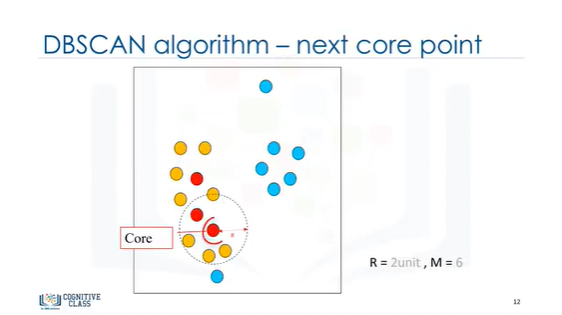 DBSCAN algorithm – next core point
Core
R
R = 2unit , M = 6
COGNITIVE
CLASS
12